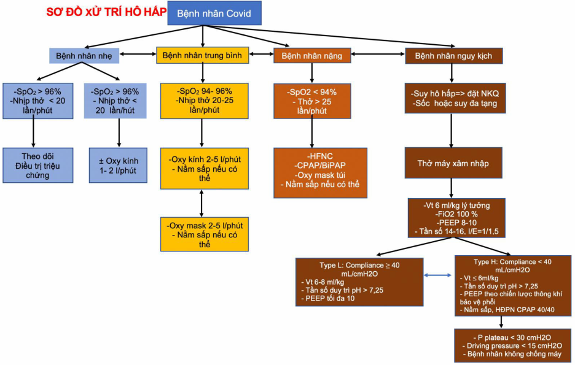 SƠ ĐỒ XỬ TRÍ HÔ HẤP
Bệnh nhân Covid
Bệnh nhân nhẹ
Bệnh nhân trung bình
Bệnh nhân nặng
Bệnh nhân nguy kịch
-SpO₂ > 96%
-Nhịp thở < 20
lần/phút
-SpO₂ > 96%
- Nhịp thở <
20 lần/hút
-SpO₂ 94- 96%
-Nhịp thở 20-25
lần/phút
-SpO2 < 94%
- Thở > 25
lần/phút
-Suy hô hấp=> đặt NKQ
-Sốc hoặc suy đa tạng
Theo dõi
Điều trị triệu
chứng
± Oxy kính
1- 2 l/phút
-Oxy kính 2-5 l/phút
- Nằm sấp nếu có
thể
-HFNC
-CPAP/BiPAP
-Oxy mask túi
- Nằm sấp nếu có thể
Thở máy xâm nhập
-Oxy mask 2-5 l/phút
- Nằm sấp nếu có
thể
-Vt 6 ml/kg lý tưởng
-FiO2 100 %
-PEEP 8-10
- Tần số 14-16, I/E=1/1.5
Type L: Compliance ≥ 40
mL/cmH2O
- Vt 6-8 ml/kg
- Tần số duy trì pH > 7,25
- PEEP tối đa 10
Type H: Compliance < 40
mL/cmH2O
- Vt ≤ 6ml/kg
- Tần số duy trì pH > 7,25
- PEEP theo chiến lược thông khí
bảo vệ phổi
- Nằm sấp, HĐPN CPAP 40/40
- P plateau < 30 cmH2O
- Driving pressure < 15 cmH2O
- Bệnh nhân không chống máy